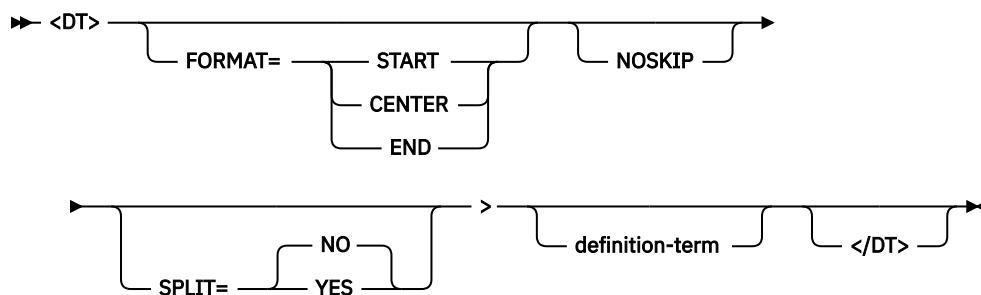 <DT>
FORMAT= START NOSKIP
CENTER
END
>
NO definition-term </DT>
SPLIT= YES